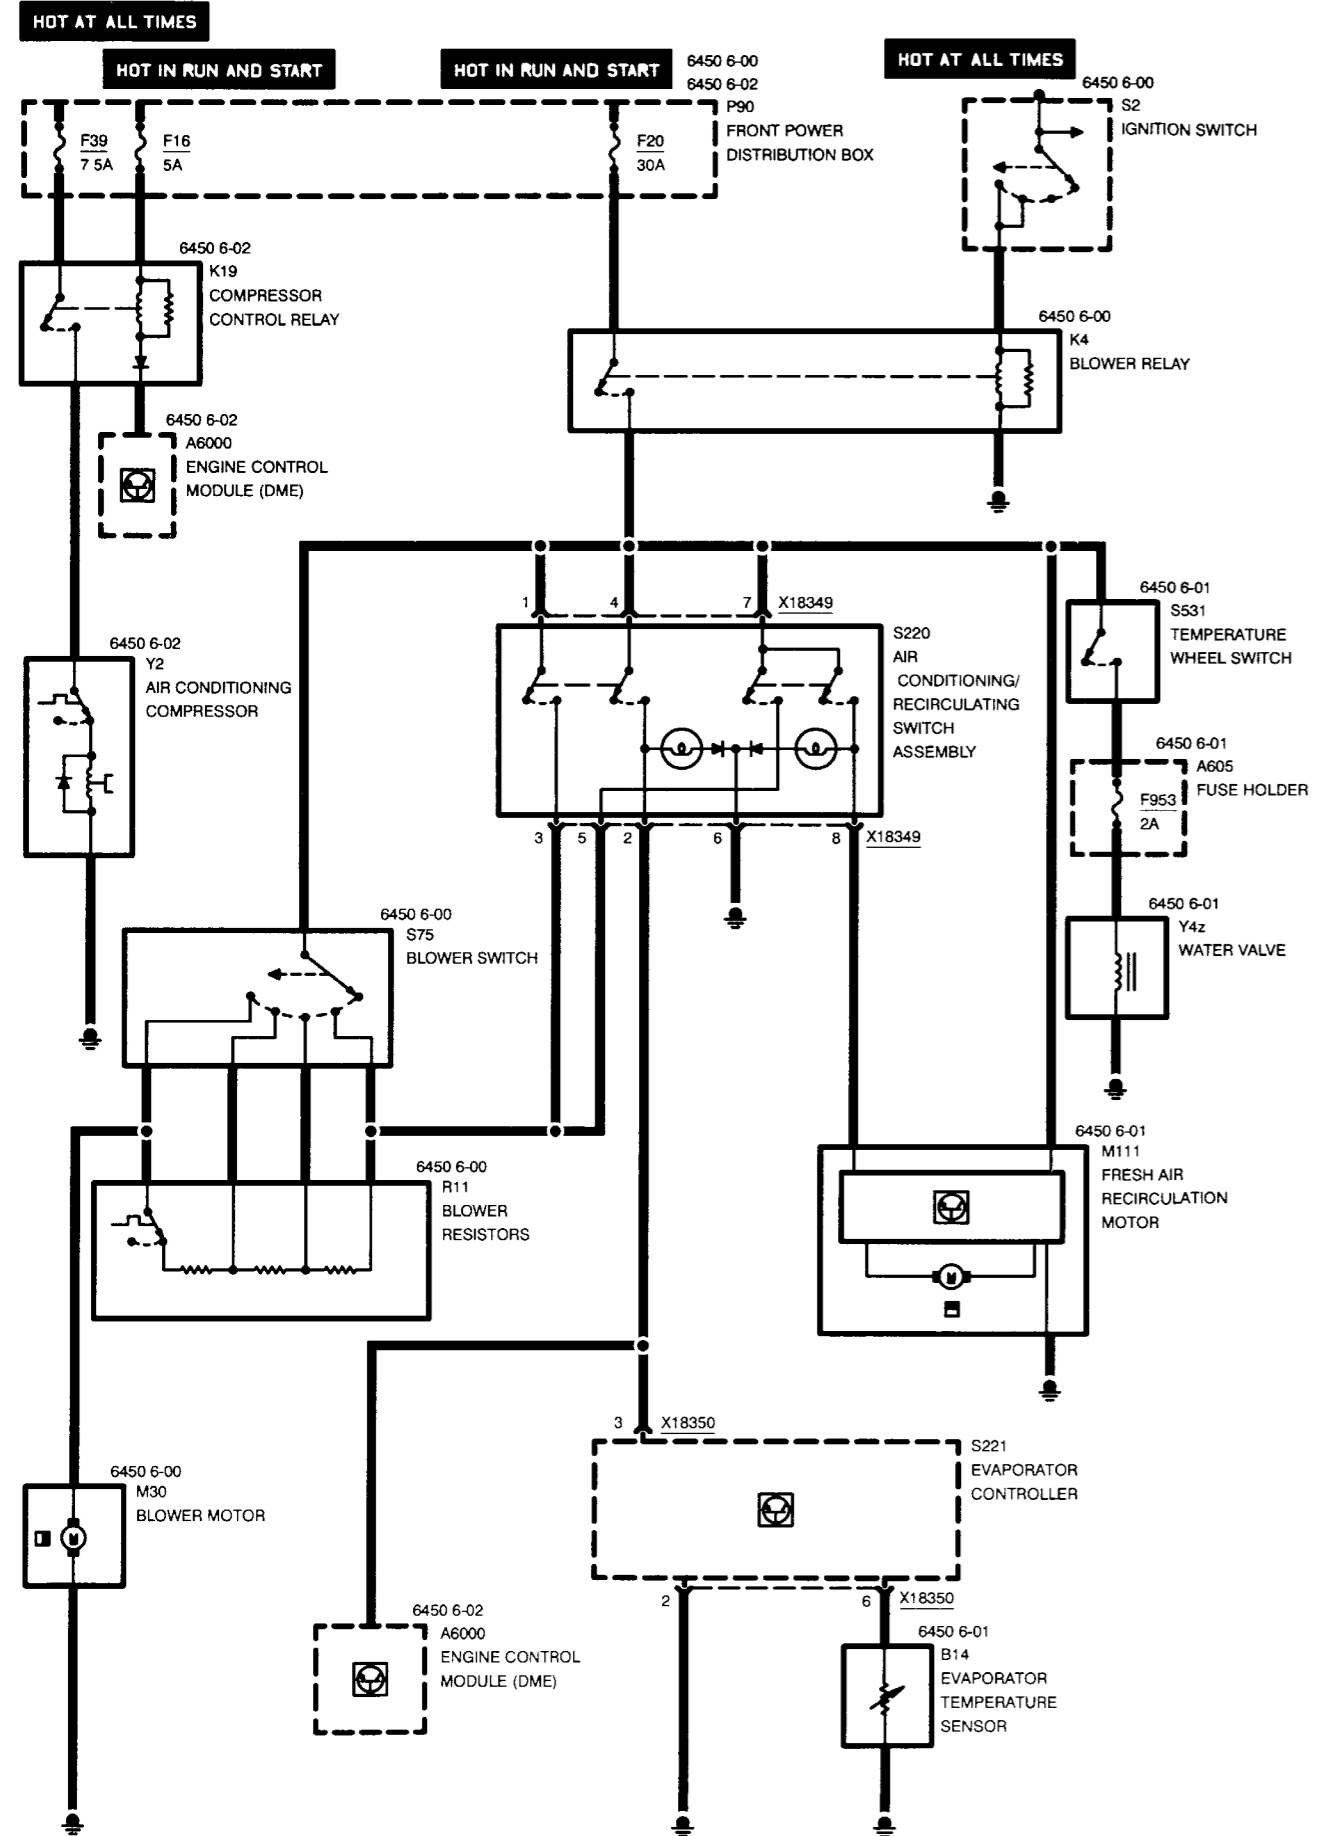 HOT AT ALL TIMES
HOT IN RUN AND START
HOT IN RUN AND START
HOT AT ALL TIMES
6450 6-00
6450 6-02
P90
FRONT POWER
DISTRIBUTION BOX
F39
7 5A
F16
5A
F20
30A
6450 6-00
S2
IGNITION SWITCH
6450 6-02
K19
COMPRESSOR
CONTROL RELAY
6450 6-00
K4
BLOWER RELAY
6450 6-02
A6000
ENGINE CONTROL
MODULE (DME)
1
4
7
X18349
6450 6-01
S531
TEMPERATURE
WHEEL SWITCH
6450 6-02
Y2
AIR CONDITIONING
COMPRESSOR
S220
AIR
CONDITIONING/
RECIRCULATING
SWITCH
ASSEMBLY
6450 6-01
A605
FUSE HOLDER
F953
2A
3
5
2
6
8
X18349
6450 6-01
Y4z
WATER VALVE
6450 6-00
S75
BLOWER SWITCH
6450 6-01
M111
FRESH AIR
RECIRCULATION
MOTOR
6450 6-00
R11
BLOWER
RESISTORS
M
3
X18350
S221
EVAPORATOR
CONTROLLER
6450 6-00
M30
BLOWER MOTOR
M
2
6
X18350
6450 6-02
A6000
ENGINE CONTROL
MODULE (DME)
6450 6-01
B14
EVAPORATOR
TEMPERATURE
SENSOR